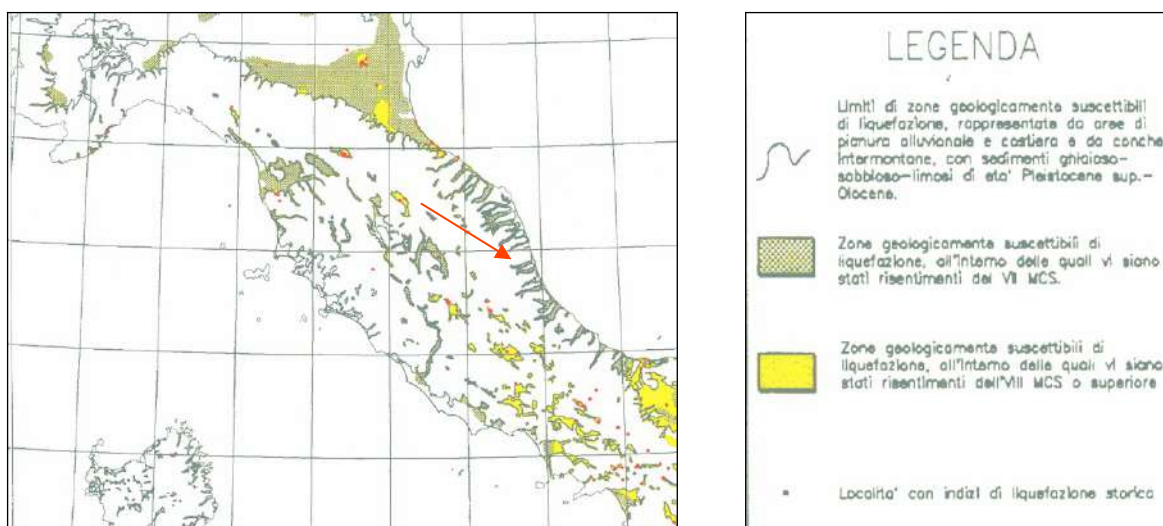 LEGENDA
Limiti di zone geologicamente suscettibili
di liquefazione, rappresentate da aree di
pianura alluvionale e costiera e da conche
intermontane, con sedimenti ghiaioso-
sabbioso-limosi di eta' Pleistocene sup.-
Olocene.
Zone geologicamente suscettibili di
liquefazione, all'interno delle quali vi siano
stati risentimenti del VII MCS.
Zone geologicamente suscettibili di
liquefazione, all'interno delle quali vi siano
stati risentimenti dell'VIII MCS o superiore
Localita' con indizi di liquefazione storica